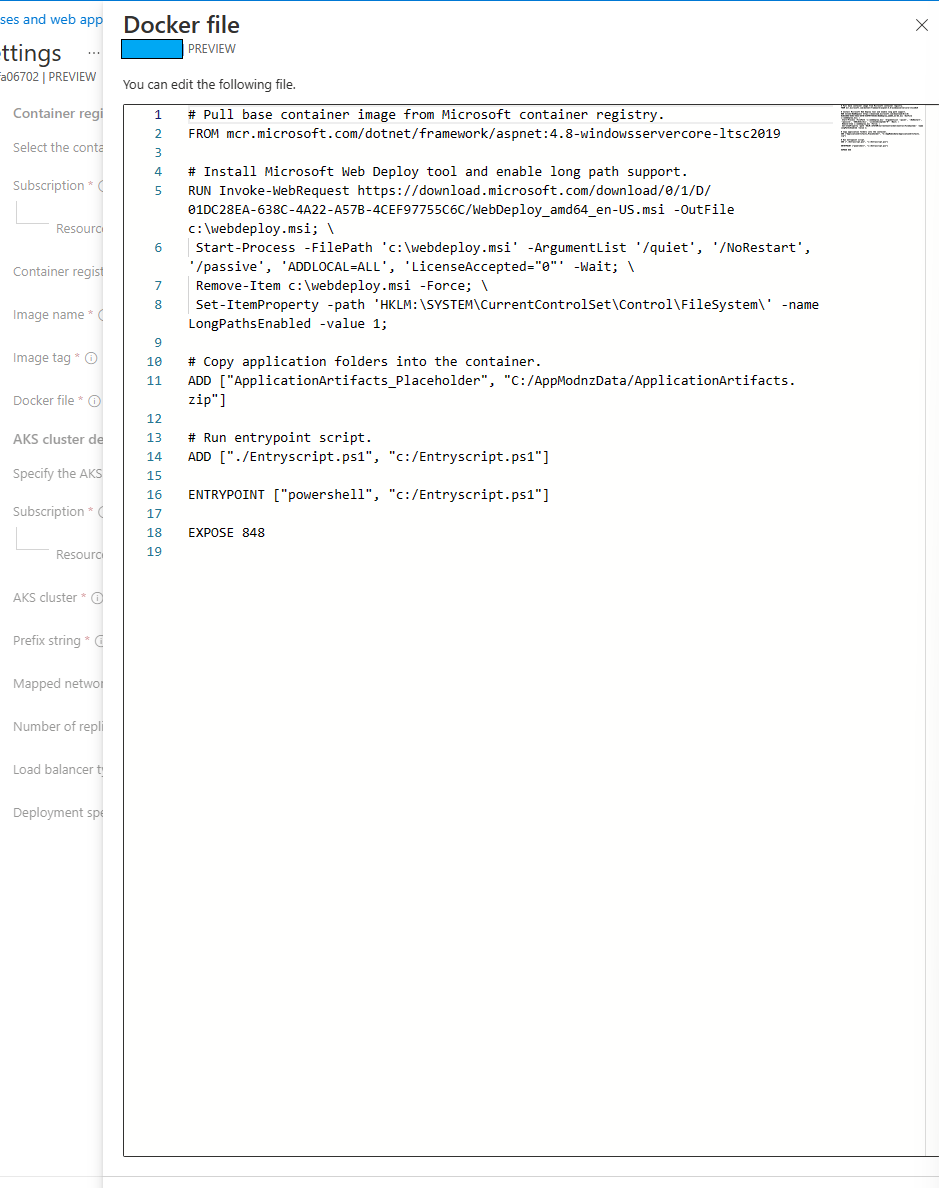 ses and web app
ttings ...
fa06702 | PREVIEW
Container regi
Select the conta
Subscription *
Resourc
Container regist
Image name *
Image tag *
Docker file *
AKS cluster de
Specify the AKS
Subscription *
Resourc
AKS cluster *
Prefix string *
Mapped networ
Number of repli
Load balancer ty
Deployment spe
Docker file
PREVIEW
You can edit the following file.
1 # Pull base container image from Microsoft container registry.
2 FROM mcr.microsoft.com/dotnet/framework/aspnet:4.8-windowsservercore-ltsc2019
3
4 # Install Microsoft Web Deploy tool and enable long path support.
5 RUN Invoke-WebRequest https://download.microsoft.com/download/0/1/D/
01DC28EA-638C-4A22-A57B-4CEF97755C6C/WebDeploy_amd64_en-US.msi -OutFile
c:\webdeploy.msi; \
6 Start-Process -FilePath 'c:\webdeploy.msi' -ArgumentList '/quiet', '/NoRestart',
'/passive', 'ADDLOCAL=ALL', 'LicenseAccepted="0"' -Wait; \
7 Remove-Item c:\webdeploy.msi -Force; \
8 Set-ItemProperty -path 'HKLM:\SYSTEM\CurrentControlSet\Control\FileSystem\' -name
LongPathsEnabled -value 1;
9
10 # Copy application folders into the container.
11 ADD ["ApplicationArtifacts_Placeholder", "C:/AppModnzData/ApplicationArtifacts.
zip"]
12
13 # Run entrypoint script.
14 ADD ["./Entryscript.ps1", "c:/Entryscript.ps1"]
15
16 ENTRYPOINT ["powershell", "c:/Entryscript.ps1"]
17
18 EXPOSE 848
19